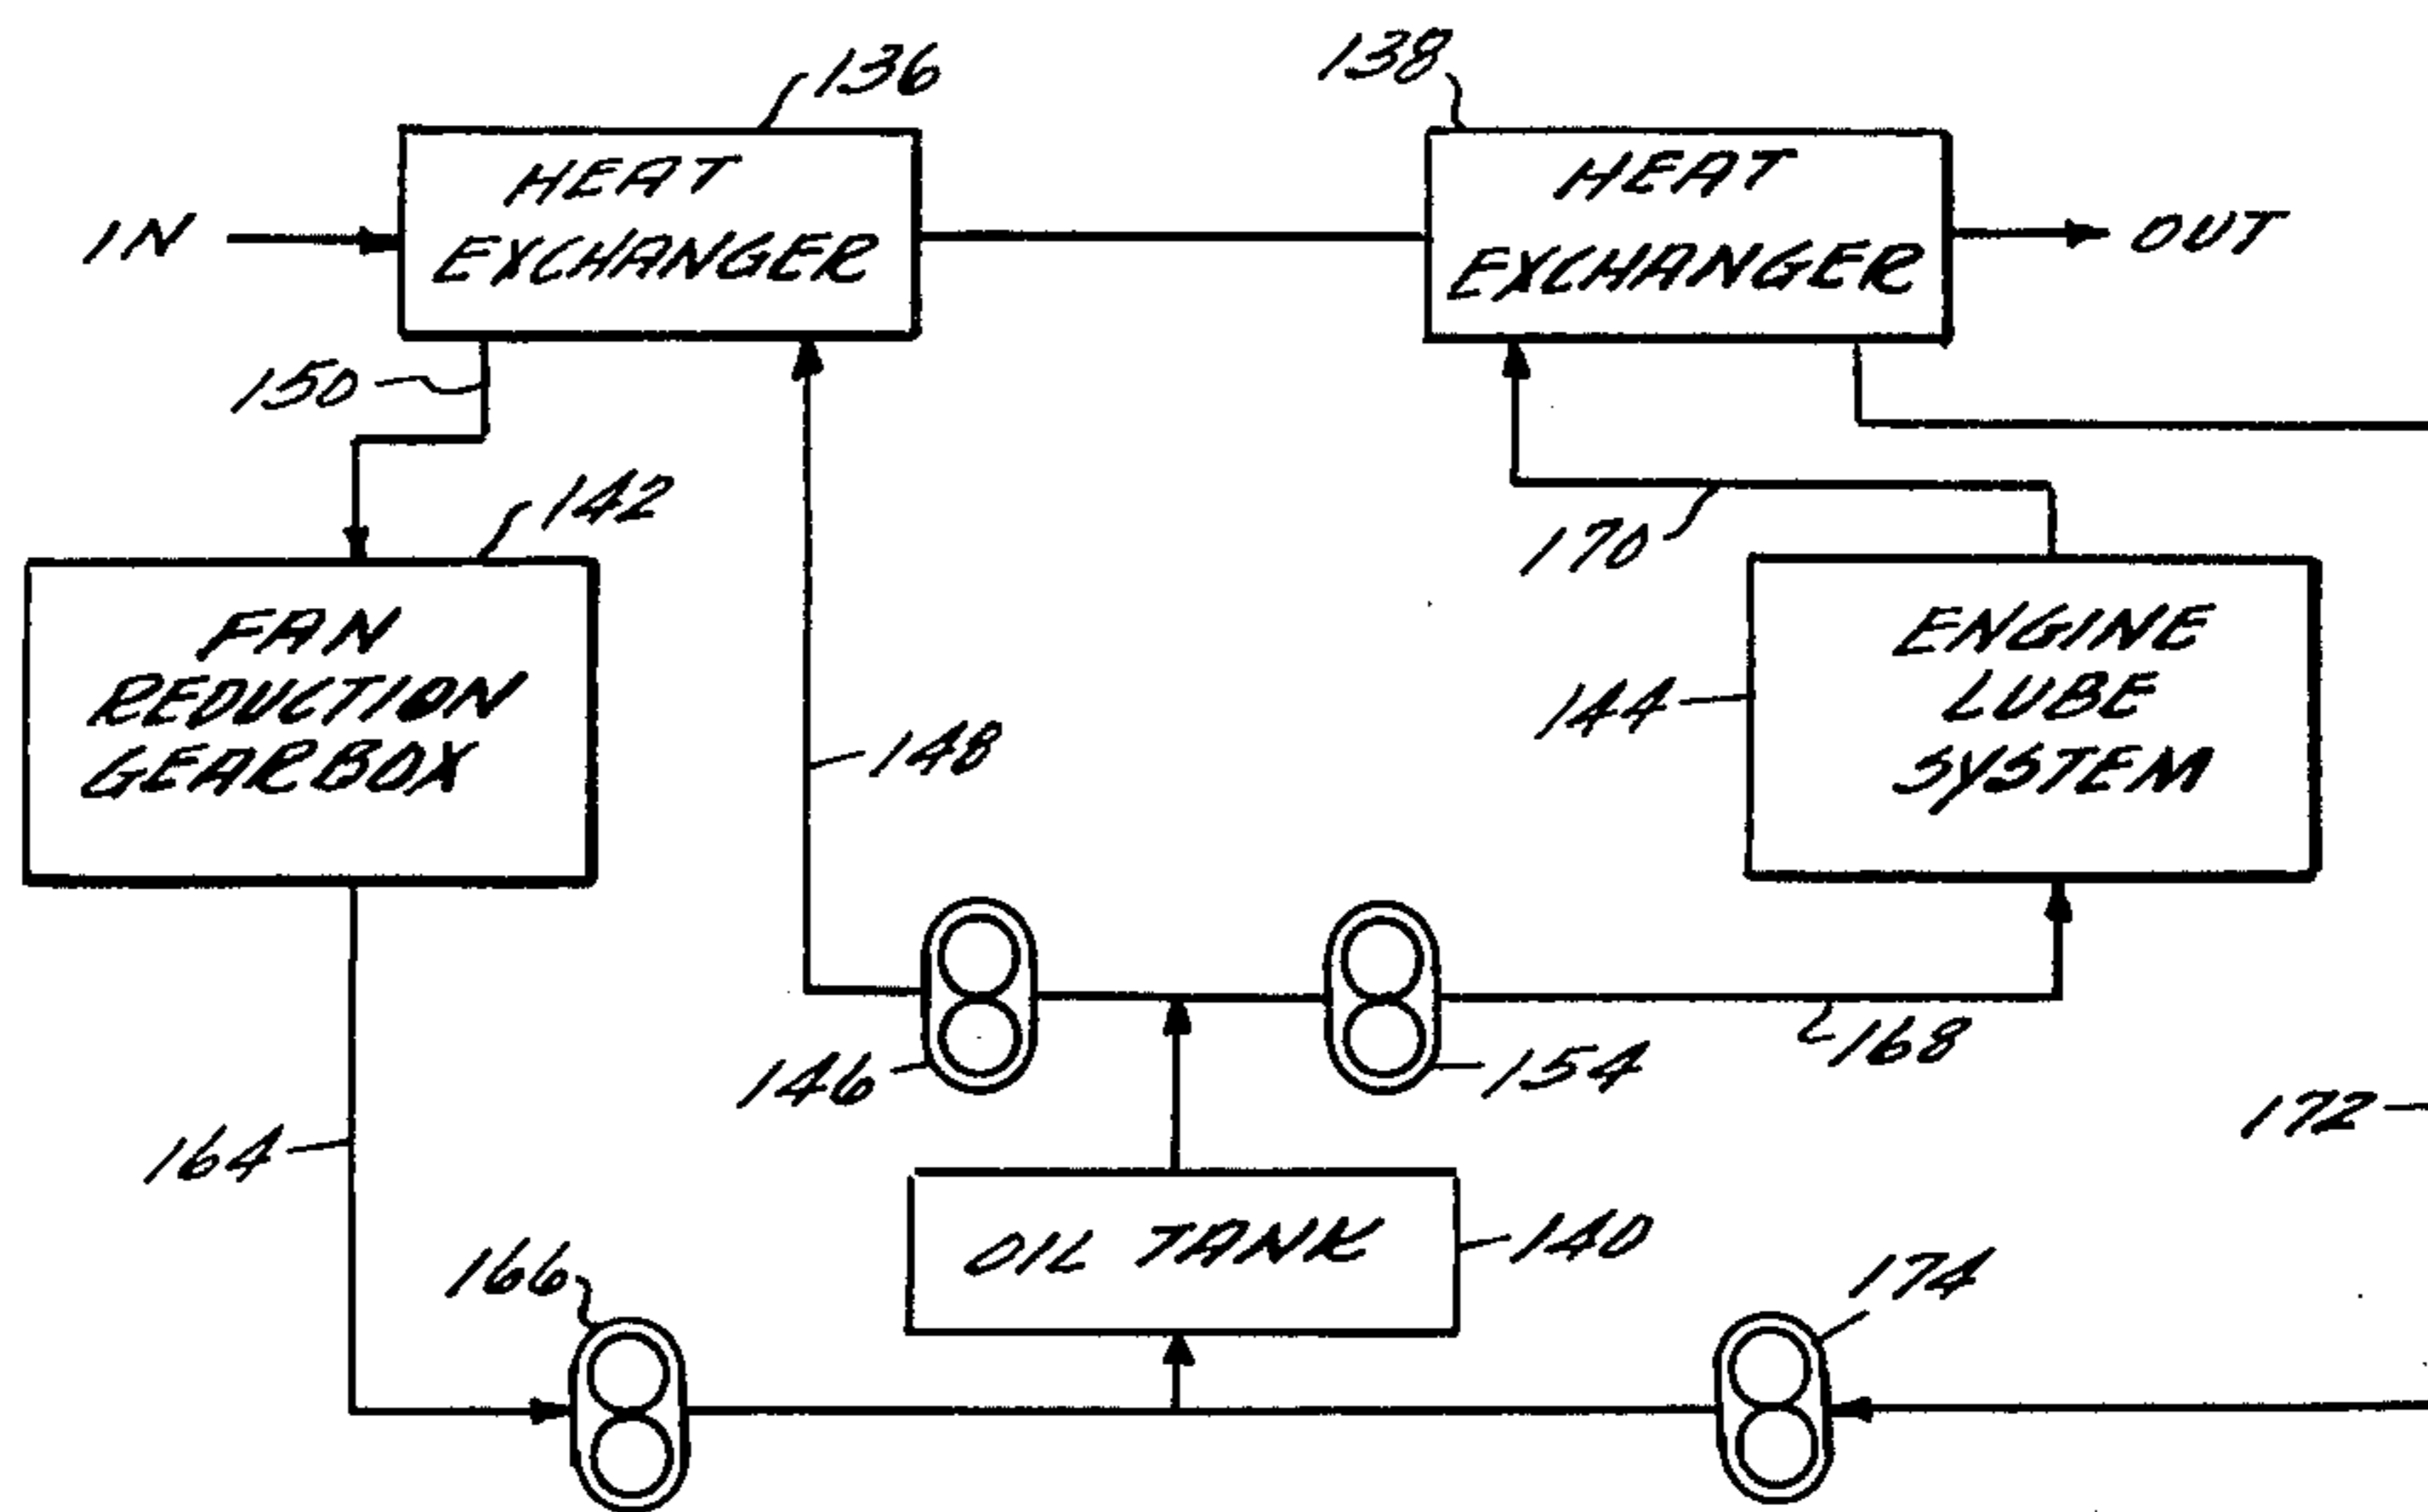 136
138
HEAT
EXCHANGER
HEAT
EXCHANGER
IN
OUT
150
142
170
FAN
REDUCTION
GEARBOX
ENGINE
LUBE
SYSTEM
144
148
146
154
168
172
164
OIL TANK
140
166
174